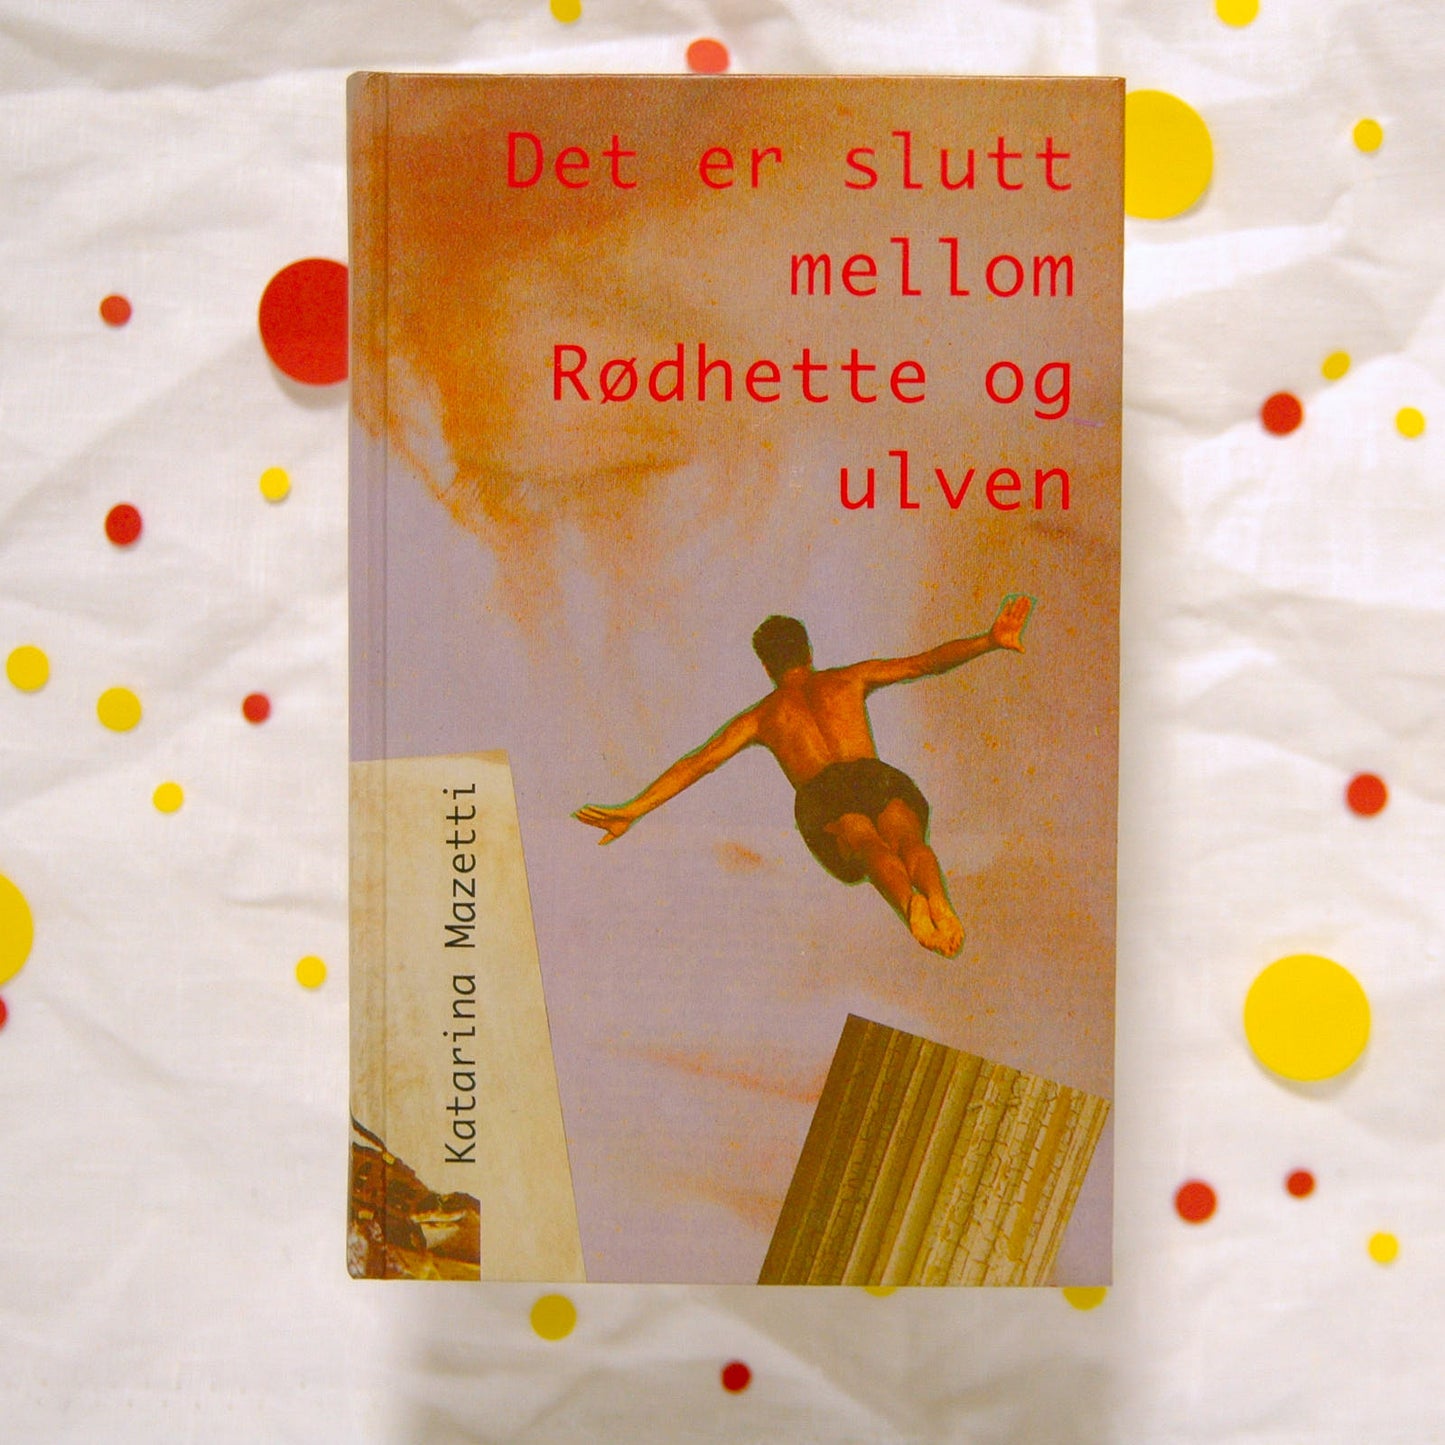 Det er slutt
mellom
Rødhette og
ulven
Katarina Mazetti